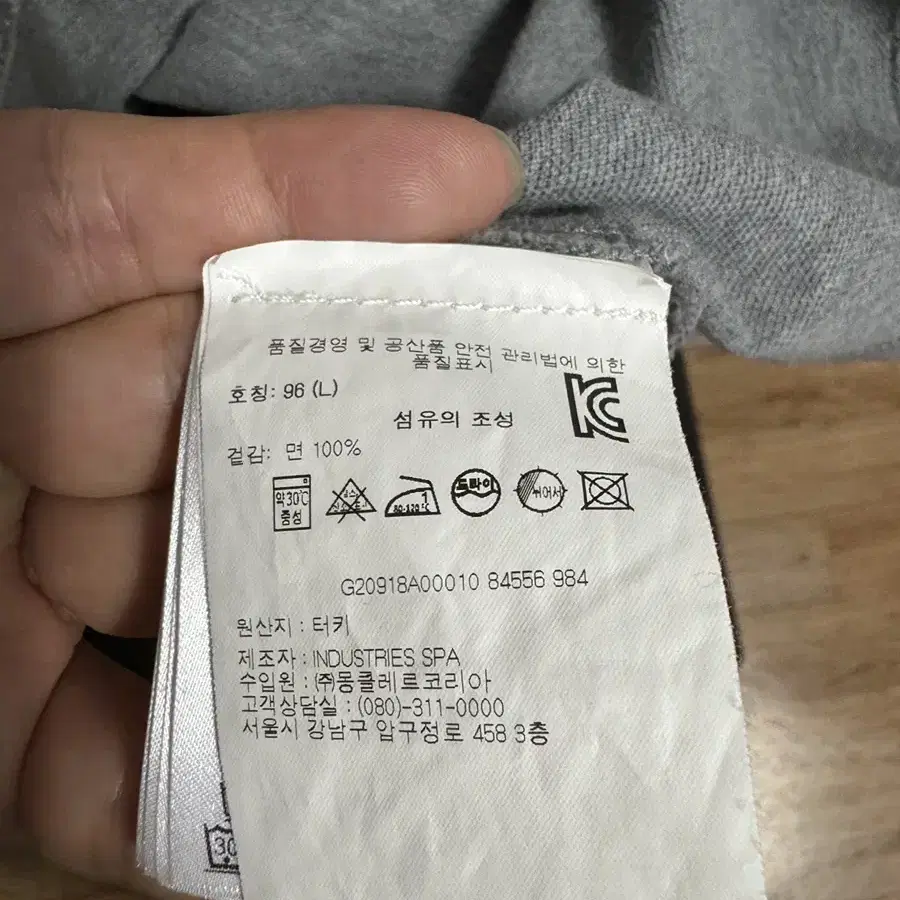 품질경영 및 공산품 안전 관리법에 의한
품질표시
호칭: 96 (L)
섬유의 조성
겉감: 면 100%
약30℃
중성
1
80-120℃
드라이
뉘어서
G20918A00010 84556 984
원산지 : 터키
제조자 : INDUSTRIES SPA
수입원 : ㈜몽클레르코리아
고객상담실 : (080)-311-0000
서울시 강남구 압구정로 458 3층
30